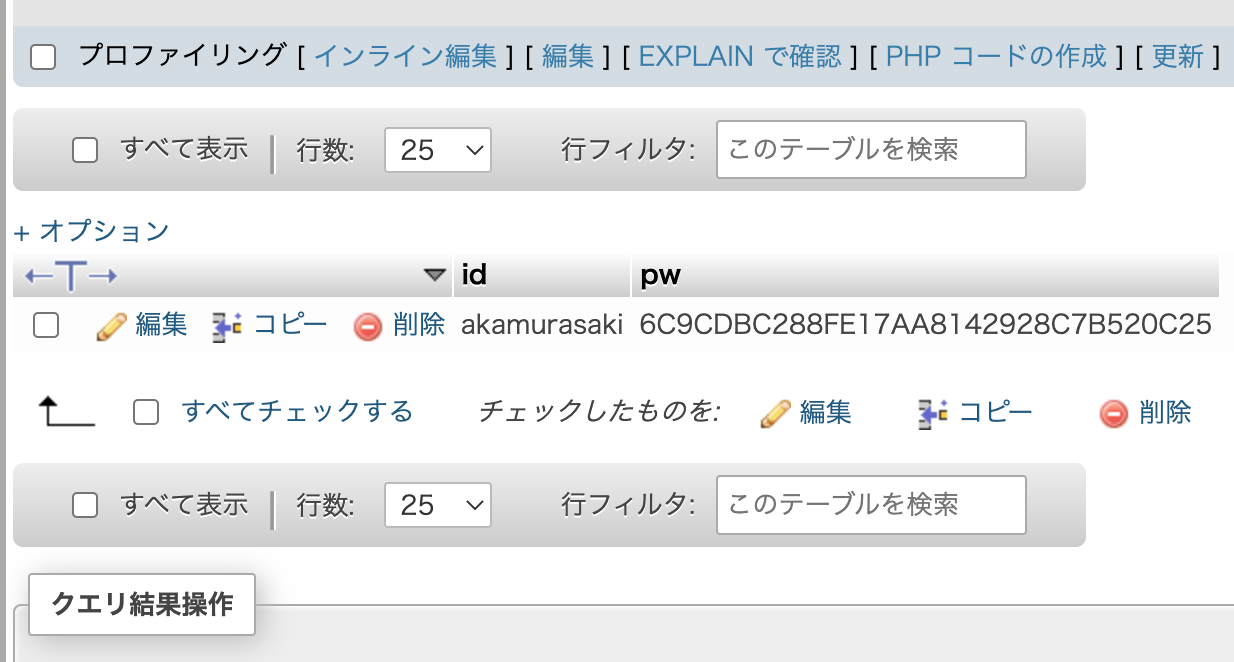 プロファイリング [ インライン編集 ] [ 編集 ] [ EXPLAIN で確認 ] [ PHP コードの作成 ] [ 更新 ]
すべて表示 行数: 25 行フィルタ: このテーブルを検索
+ オプション
←T→ id pw
編集 コピー 削除 akamurasaki 6C9CDBC288FE17AA8142928C7B520C25
すべてチェックする チェックしたものを: 編集 コピー 削除
すべて表示 行数: 25 行フィルタ: このテーブルを検索
クエリ結果操作